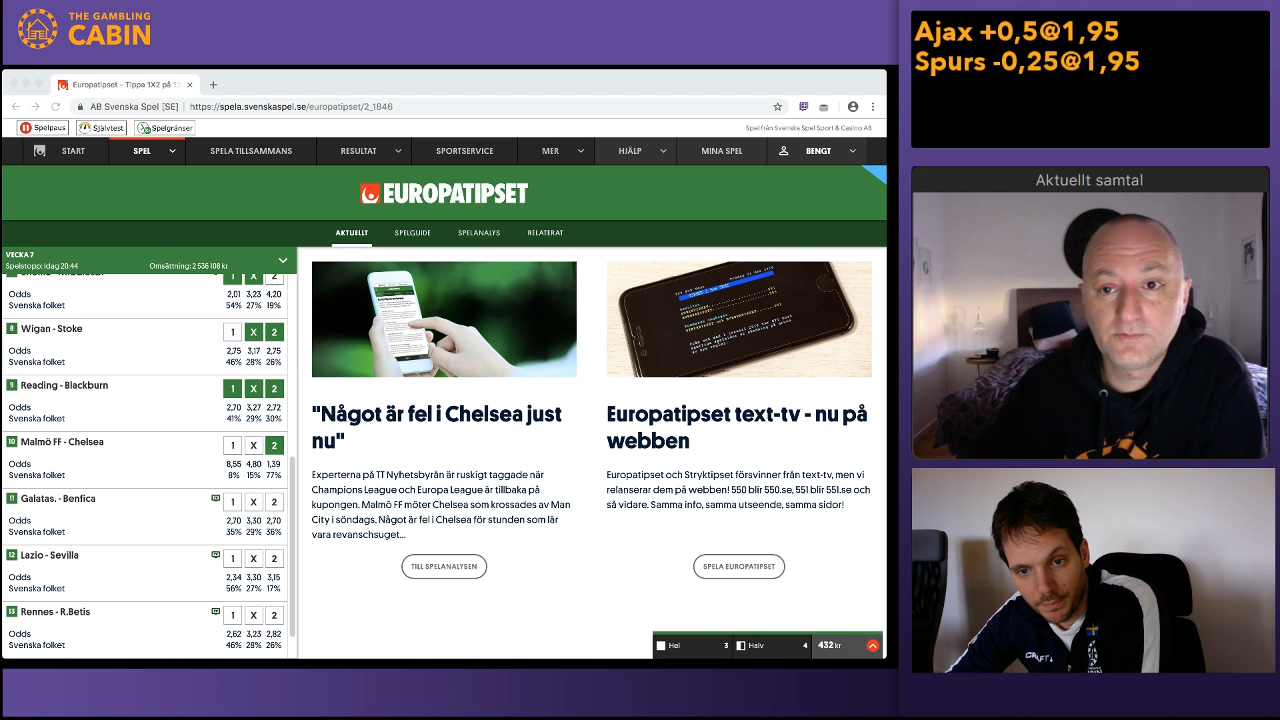 THE GAMBLING
CABIN
Ajax +0,5@1,95
Spurs -0,25@1,95
Europatipset - Tippa 1X2 på 13
AB Svenska Spel [SE] | https://spela.svenskaspel.se/europatipset/2_1846
Spelpaus
Självtest
Spelgränser
Spel från Svenska Spel Sport & Casino AB
START
SPEL
SPELA TILLSAMMANS
RESULTAT
SPORTSERVICE
MER
HJÄLP
MINA SPEL
BENGT
EUROPATIPSET
AKTUELLT
SPELGUIDE
SPELANALYS
RELATERAT
VECKA 7
Spelstopp: Idag 20:44
Omsättning: 2 536 108 kr
1 X 2
Odds 2,01 3,23 4,20
Svenska folket 54% 27% 19%
8 Wigan - Stoke 1 X 2
Odds 2,75 3,17 2,75
Svenska folket 46% 28% 26%
9 Reading - Blackburn 1 X 2
Odds 2,70 3,27 2,72
Svenska folket 41% 29% 30%
10 Malmö FF - Chelsea 1 X 2
Odds 8,55 4,80 1,39
Svenska folket 8% 15% 77%
11 Galatas. - Benfica 1 X 2
Odds 2,70 3,30 2,70
Svenska folket 35% 29% 36%
12 Lazio - Sevilla 1 X 2
Odds 2,34 3,30 3,15
Svenska folket 56% 27% 17%
13 Rennes - R.Betis 1 X 2
Odds 2,62 3,23 2,82
Svenska folket 46% 28% 26%
"Något är fel i Chelsea just
nu"
Experterna på TT Nyhetsbyrån är ruskigt taggade när
Champions League och Europa League är tillbaka på
kupongen. Malmö FF möter Chelsea som krossades av Man
City i söndags. Något är fel i Chelsea för stunden som lär
vara revanschsuget...
TILL SPELANALYSEN
Europatipset text-tv - nu på
webben
Europatipset och Stryktipset försvinner från text-tv, men vi
relanserar dem på webben! 550 blir 550.se, 551 blir 551.se och
så vidare. Samma info, samma utseende, samma sidor!
SPELA EUROPATIPSET
Hel 3
Halv 4
432 kr
Aktuellt samtal
CRAFT